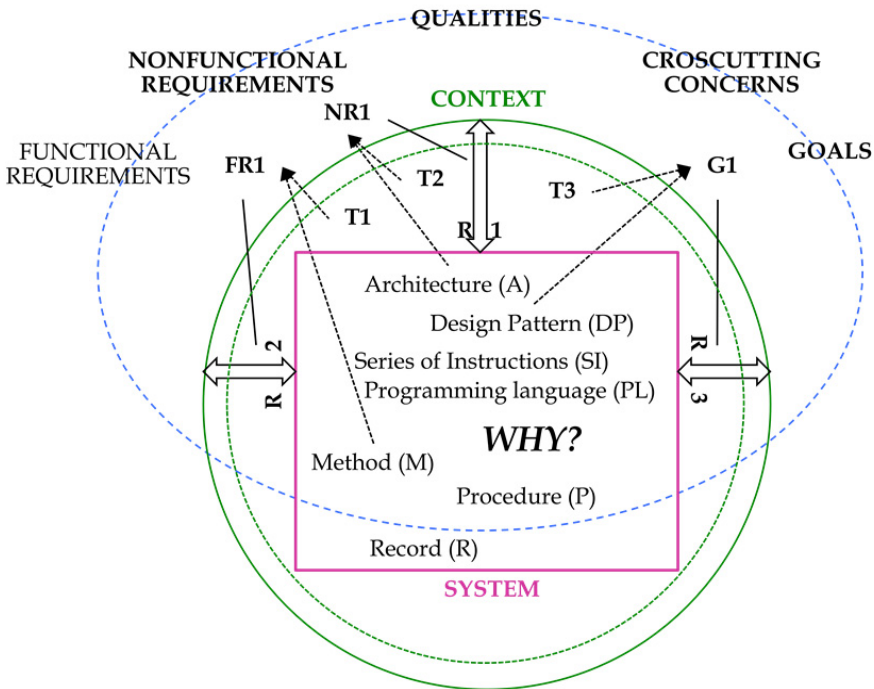 QUALITIES
NONFUNCTIONAL
REQUIREMENTS
CROSCUTTING
CONCERNS
CONTEXT
NR1
FUNCTIONAL
REQUIREMENTS
FR1
T2
T3
G1
GOALS
T1
R 1
Architecture (A)
Design Pattern (DP)
R 2
R 3
Series of Instructions (SI)
Programming language (PL)
WHY?
Method (M)
Procedure (P)
Record (R)
SYSTEM